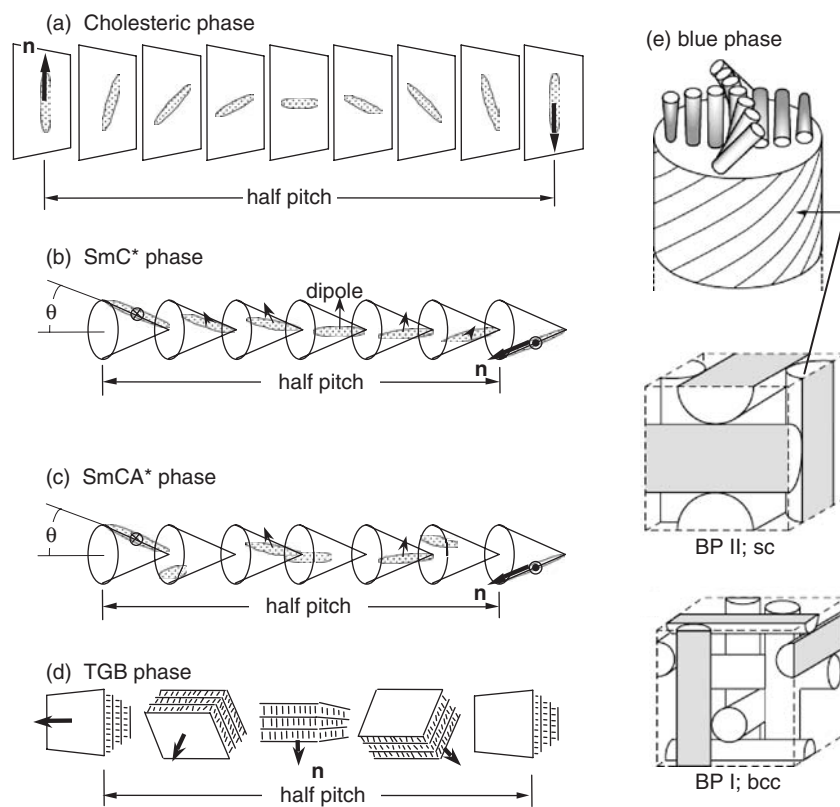 (a) Cholesteric phase
n
half pitch
(b) SmC* phase
θ
dipole
n
half pitch
(c) SmCA* phase
θ
n
half pitch
(d) TGB phase
n
half pitch
(e) blue phase
BP II; sc
BP I; bcc